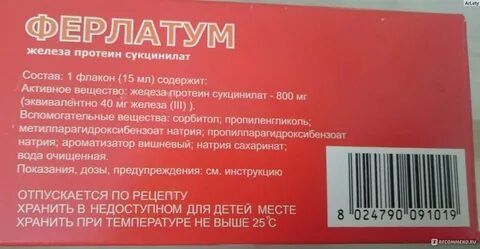 ArLaty
ФЕРЛАТУМ
железа протеин сукцинилат
Состав: 1 флакон (15 мл) содержит:
Активное вещество: железа протеин сукцинилат - 800 мг
(эквивалентно 40 мг железа (III) ).
Вспомогательные вещества: сорбитол; пропиленгликоль;
метилпарагидроксибензоат натрия; пропилпарагидроксибензоат
натрия; ароматизатор вишневый; натрия сахаринат;
вода очищенная.
Показания, дозы, предупреждения: см. инструкцию
ОТПУСКАЕТСЯ ПО РЕЦЕПТУ
ХРАНИТЬ В НЕДОСТУПНОМ ДЛЯ ДЕТЕЙ МЕСТЕ
ХРАНИТЬ ПРИ ТЕМПЕРАТУРЕ НЕ ВЫШЕ 25°C
8 024790 091019
RECOMMEND.RU